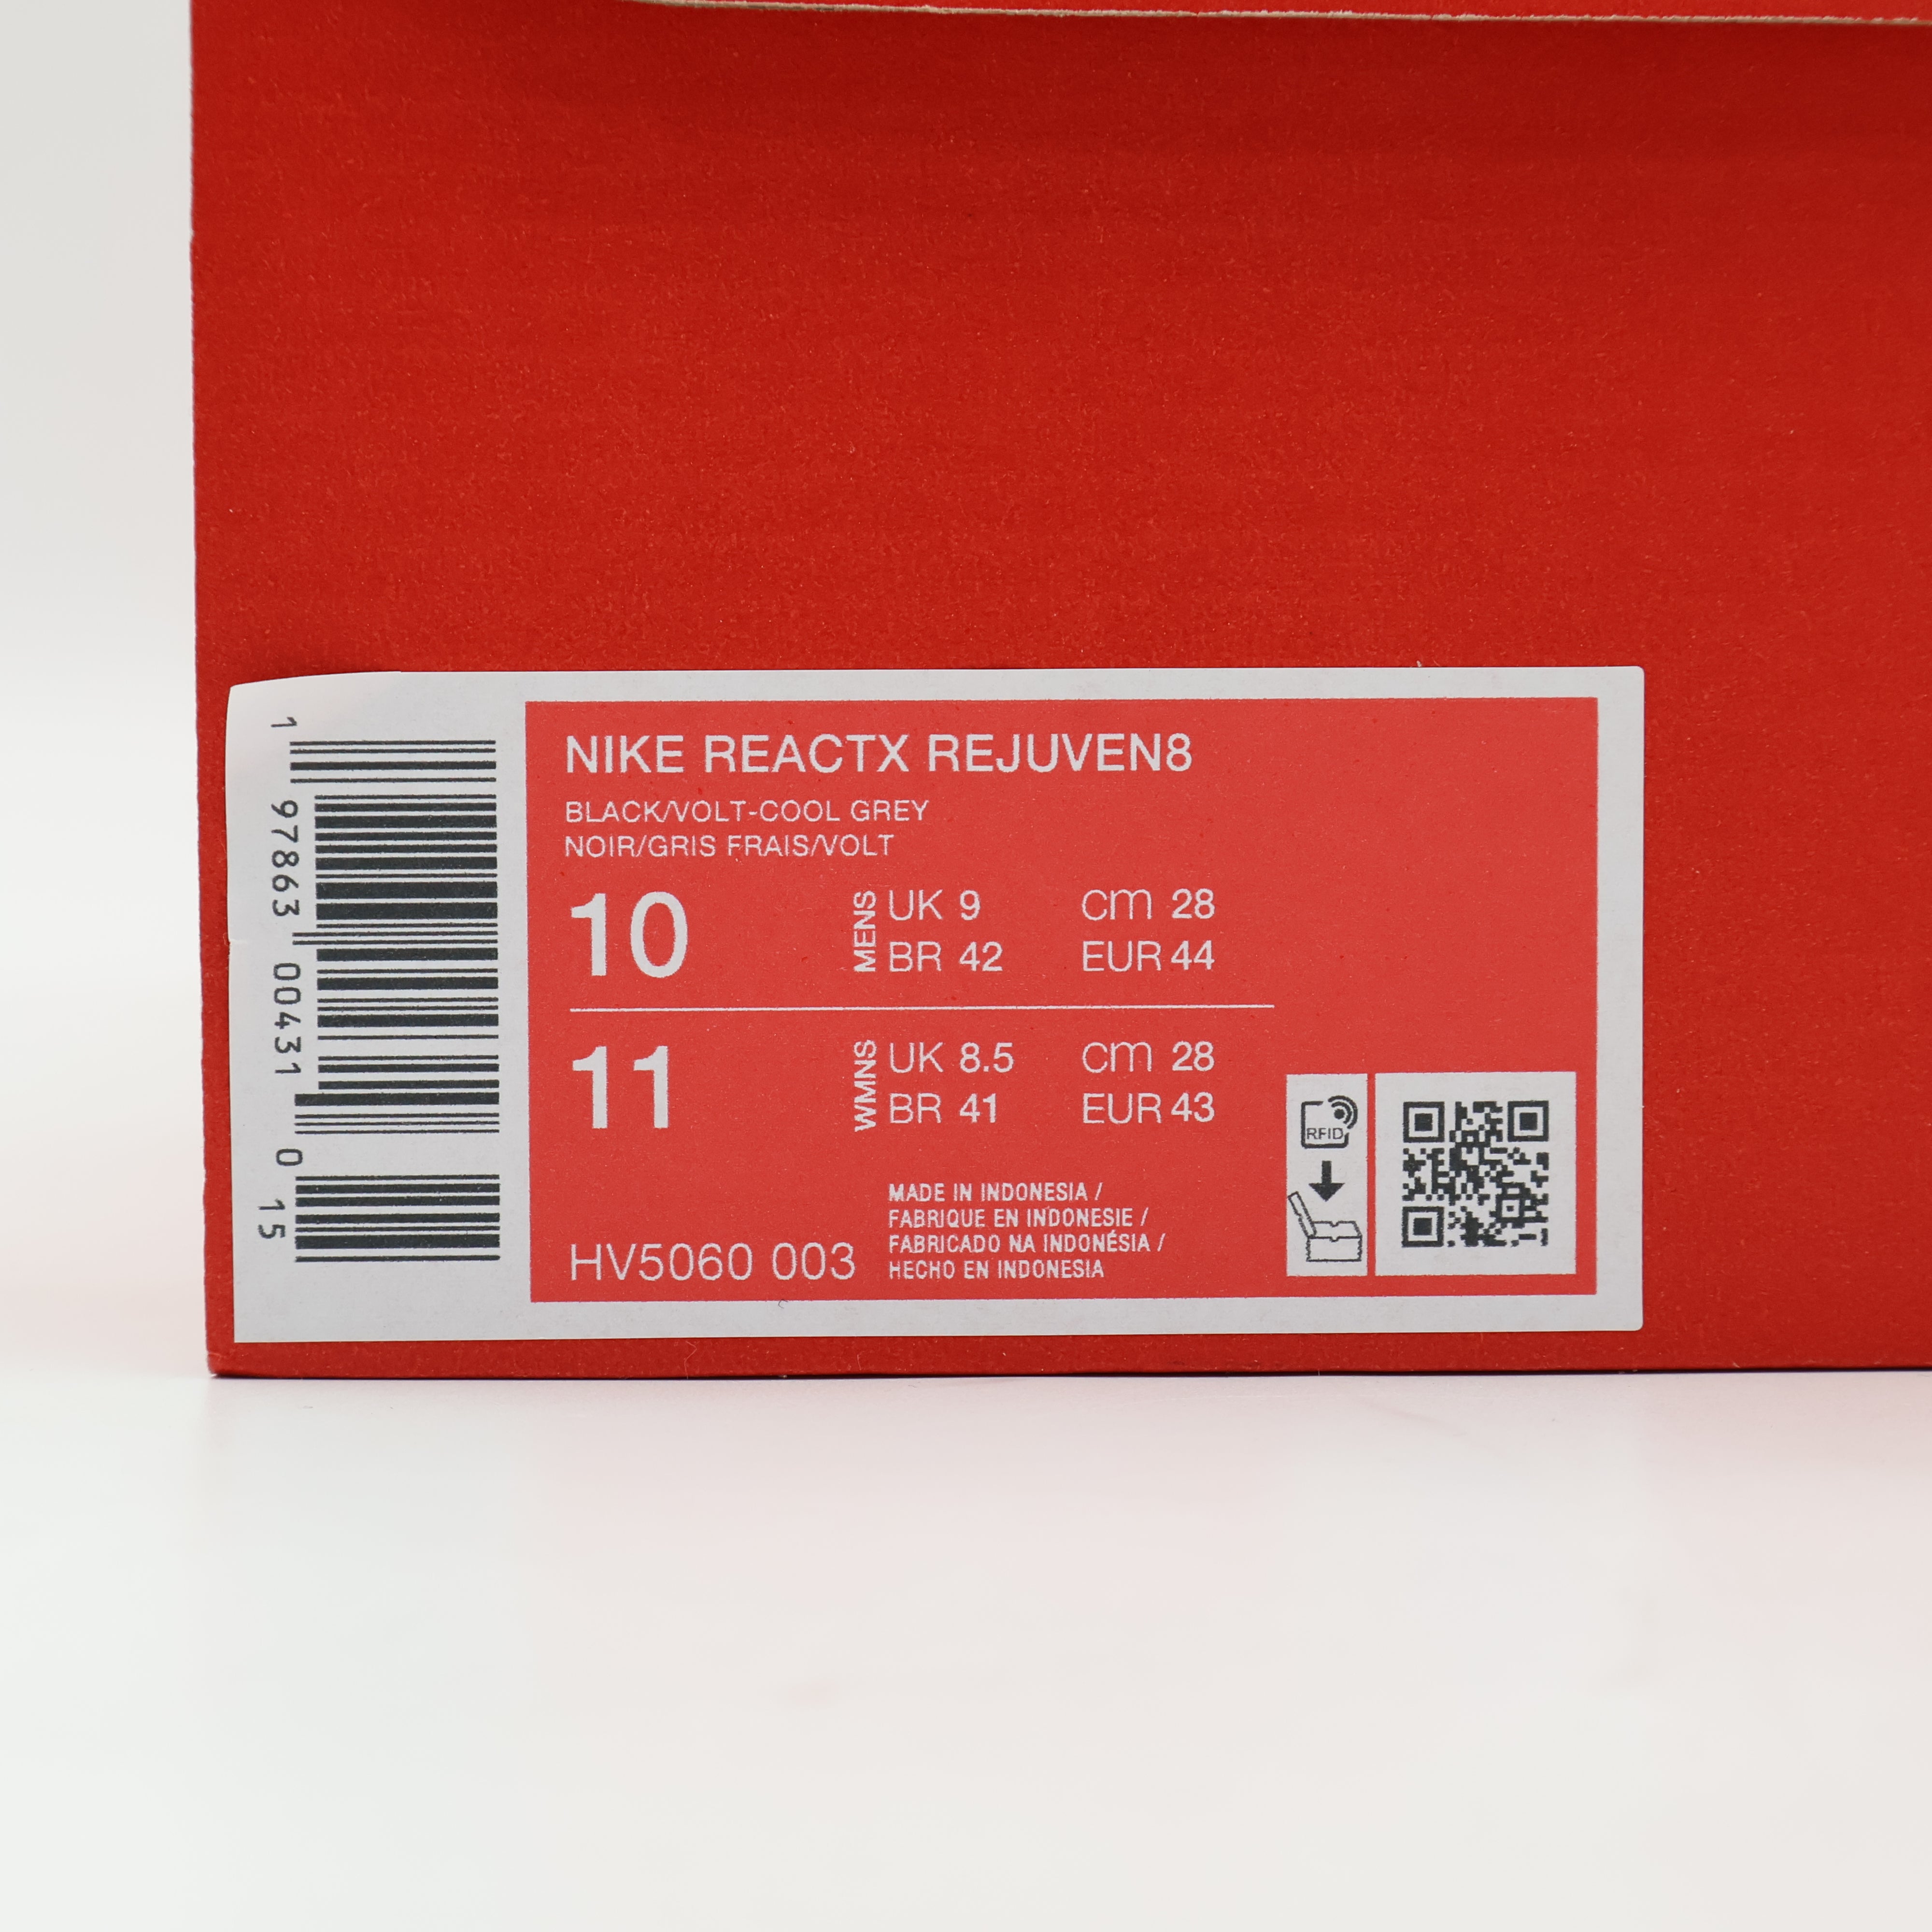 1 97863 00431 0
15
NIKE REACTX REJUVEN8
BLACK/VOLT-COOL GREY
NOIR/GRIS FRAIS/VOLT
10 MENS UK 9 cm 28
BR 42 EUR 44
11 WMNS UK 8.5 cm 28
BR 41 EUR 43
RFID
MADE IN INDONESIA /
FABRIQUE EN INDONESIE /
FABRICADO NA INDONÉSIA /
HECHO EN INDONESIA
HV5060 003